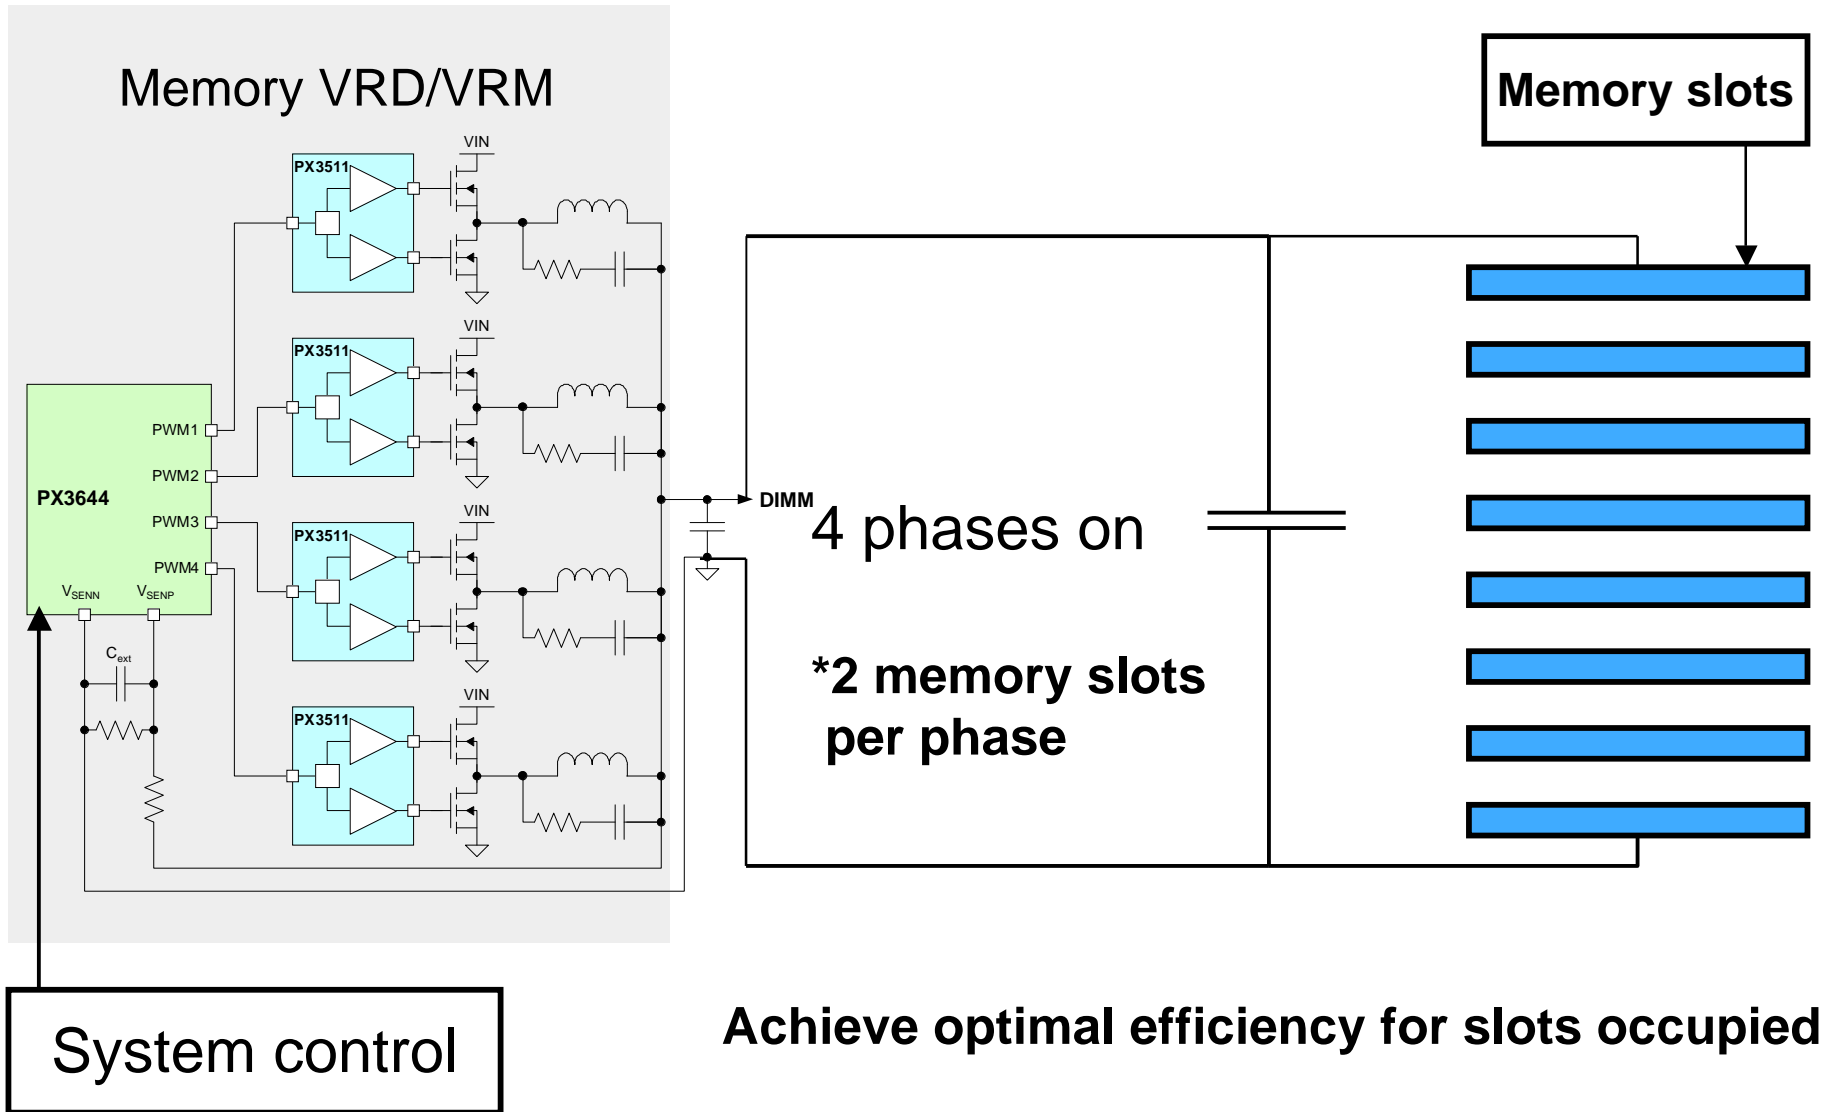 Memory VRD/VRM
Memory slots
VIN
PX3511
VIN
PX3511
PWM1
PWM2
PX3644
PWM3
PWM4
VSENN VSENP
Cext
VIN
PX3511
VIN
PX3511
DIMM
4 phases on
*2 memory slots
per phase
System control
Achieve optimal efficiency for slots occupied